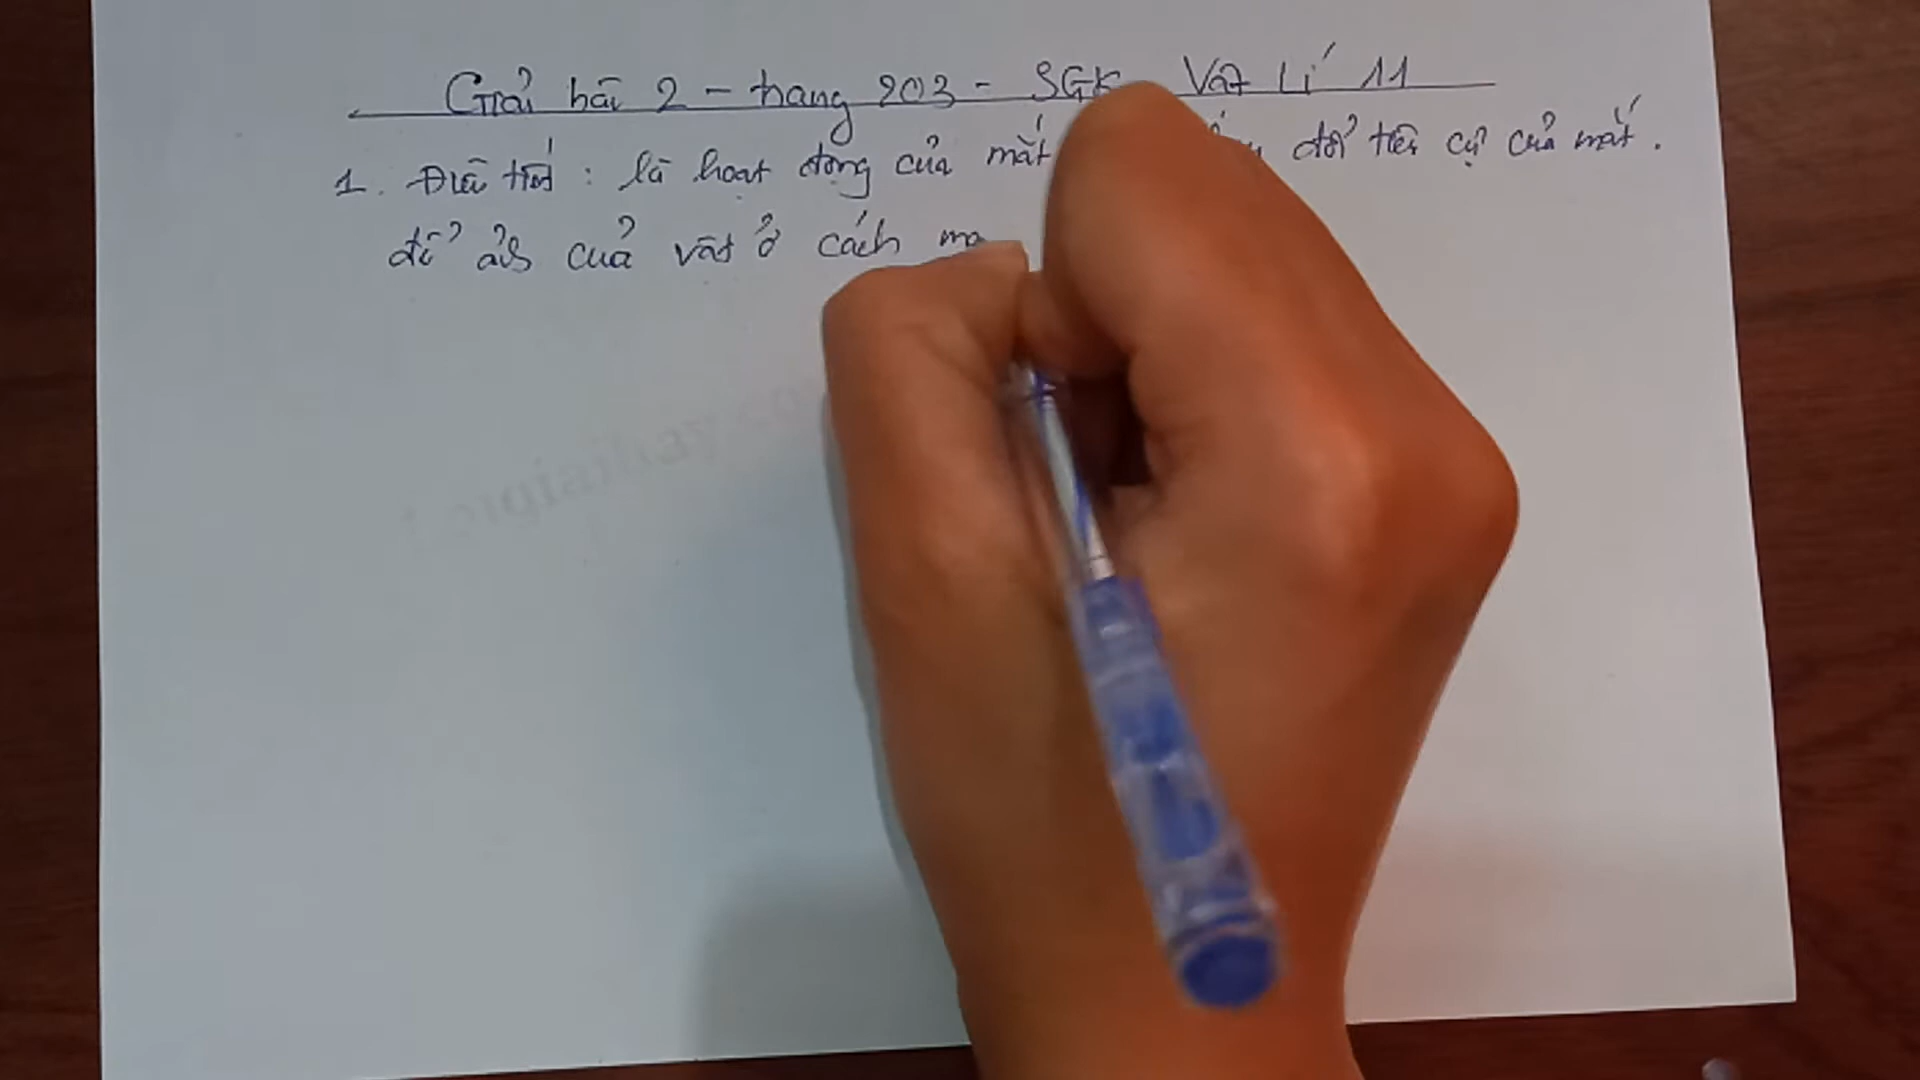 Giải bài 2 - trang 203 - SGK Vật Lí 11
1. Điều tiết : là hoạt động của mắt đổi tiêu cự của mắt .
để ảnh của vật ở cách
Loigiaihay